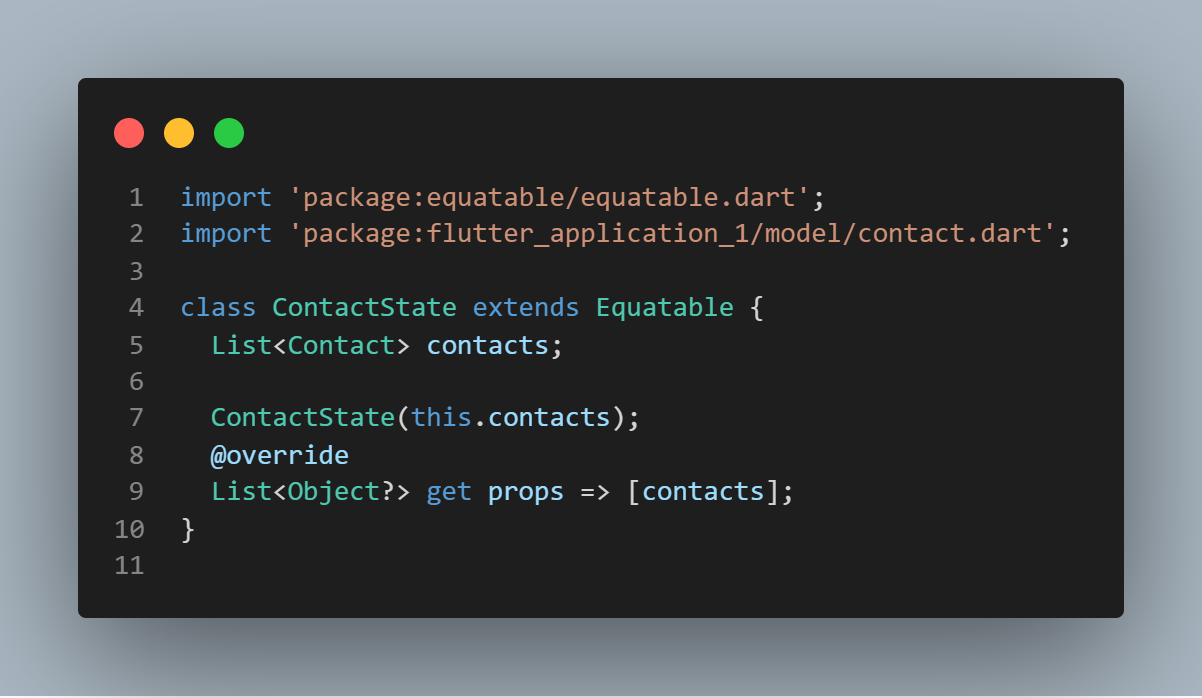 1 import 'package:equatable/equatable.dart';
2 import 'package:flutter_application_1/model/contact.dart';
3
4 class ContactState extends Equatable {
5   List<Contact> contacts;
6
7   ContactState(this.contacts);
8   @override
9   List<Object?> get props => [contacts];
10 }
11